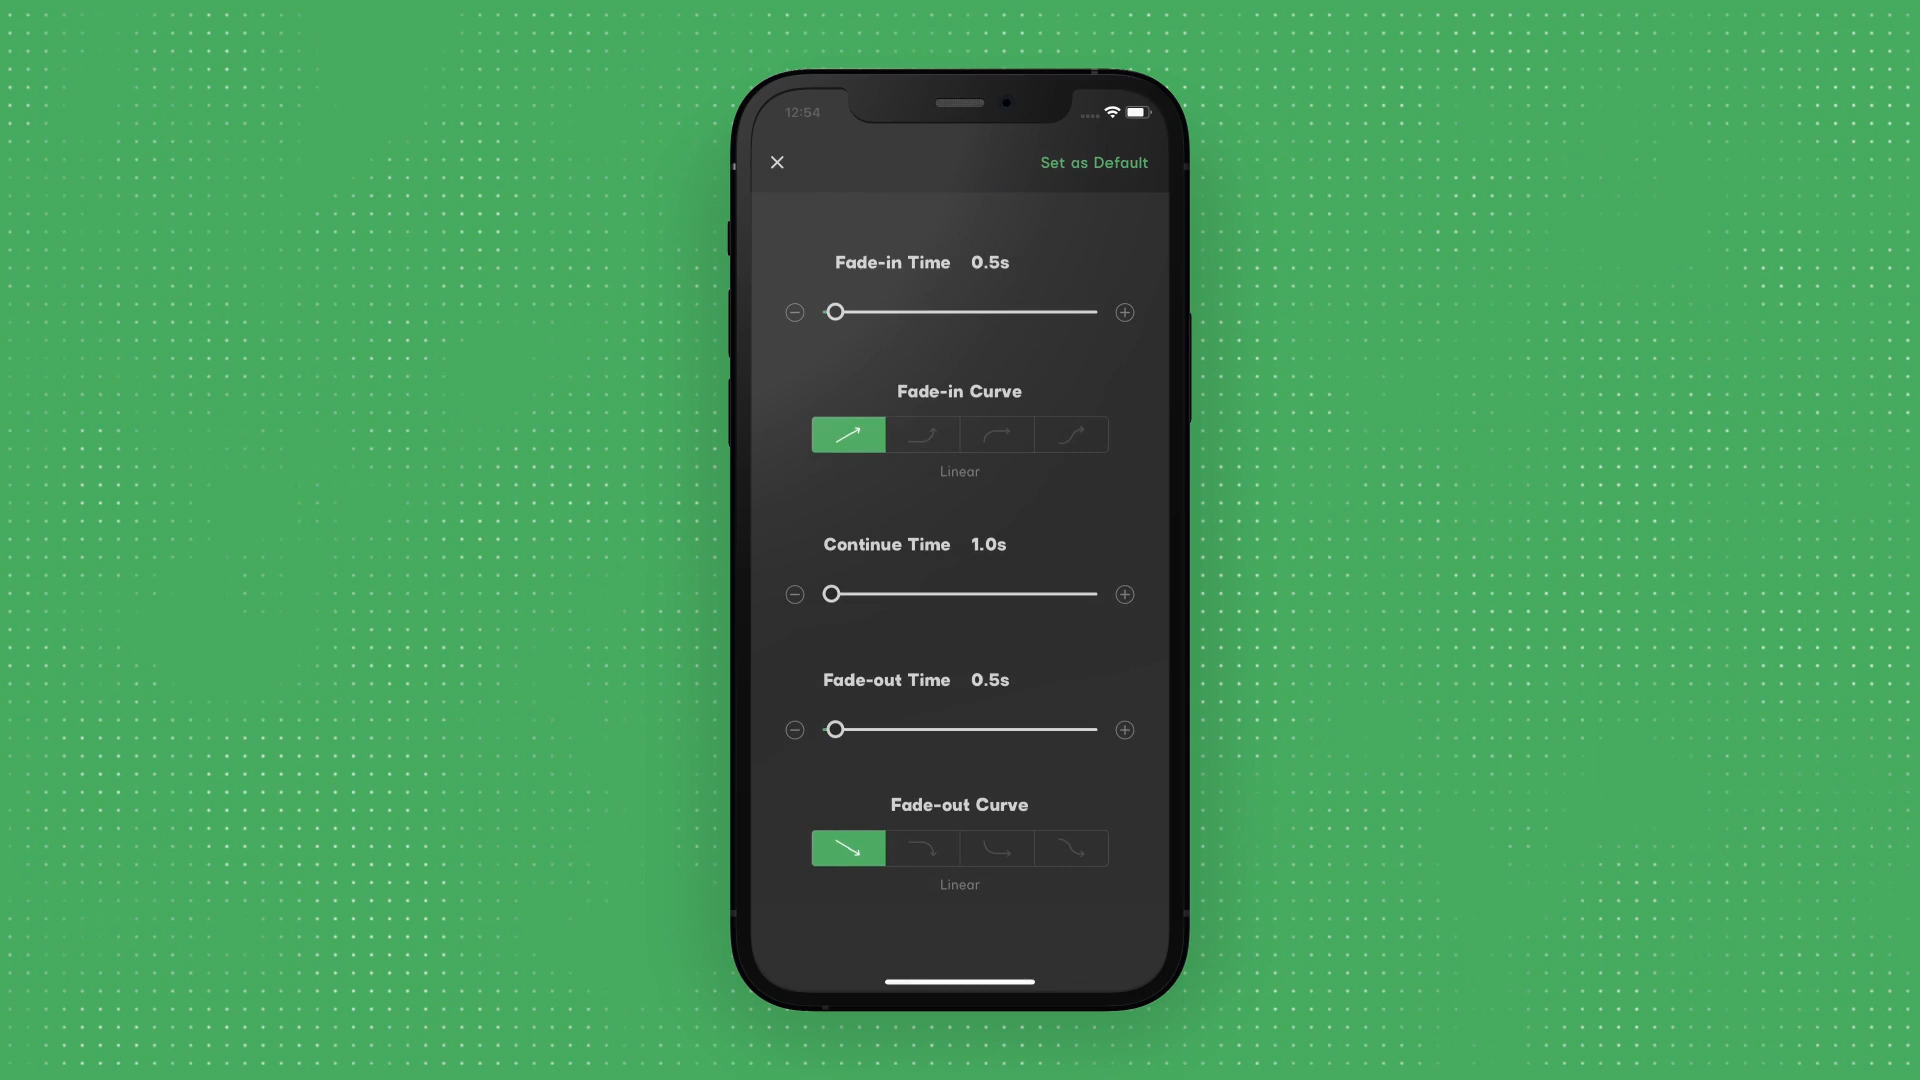 12:54
Set as Default
Fade-in Time 0.5s
Fade-in Curve
Linear
Continue Time 1.0s
Fade-out Time 0.5s
Fade-out Curve
Linear